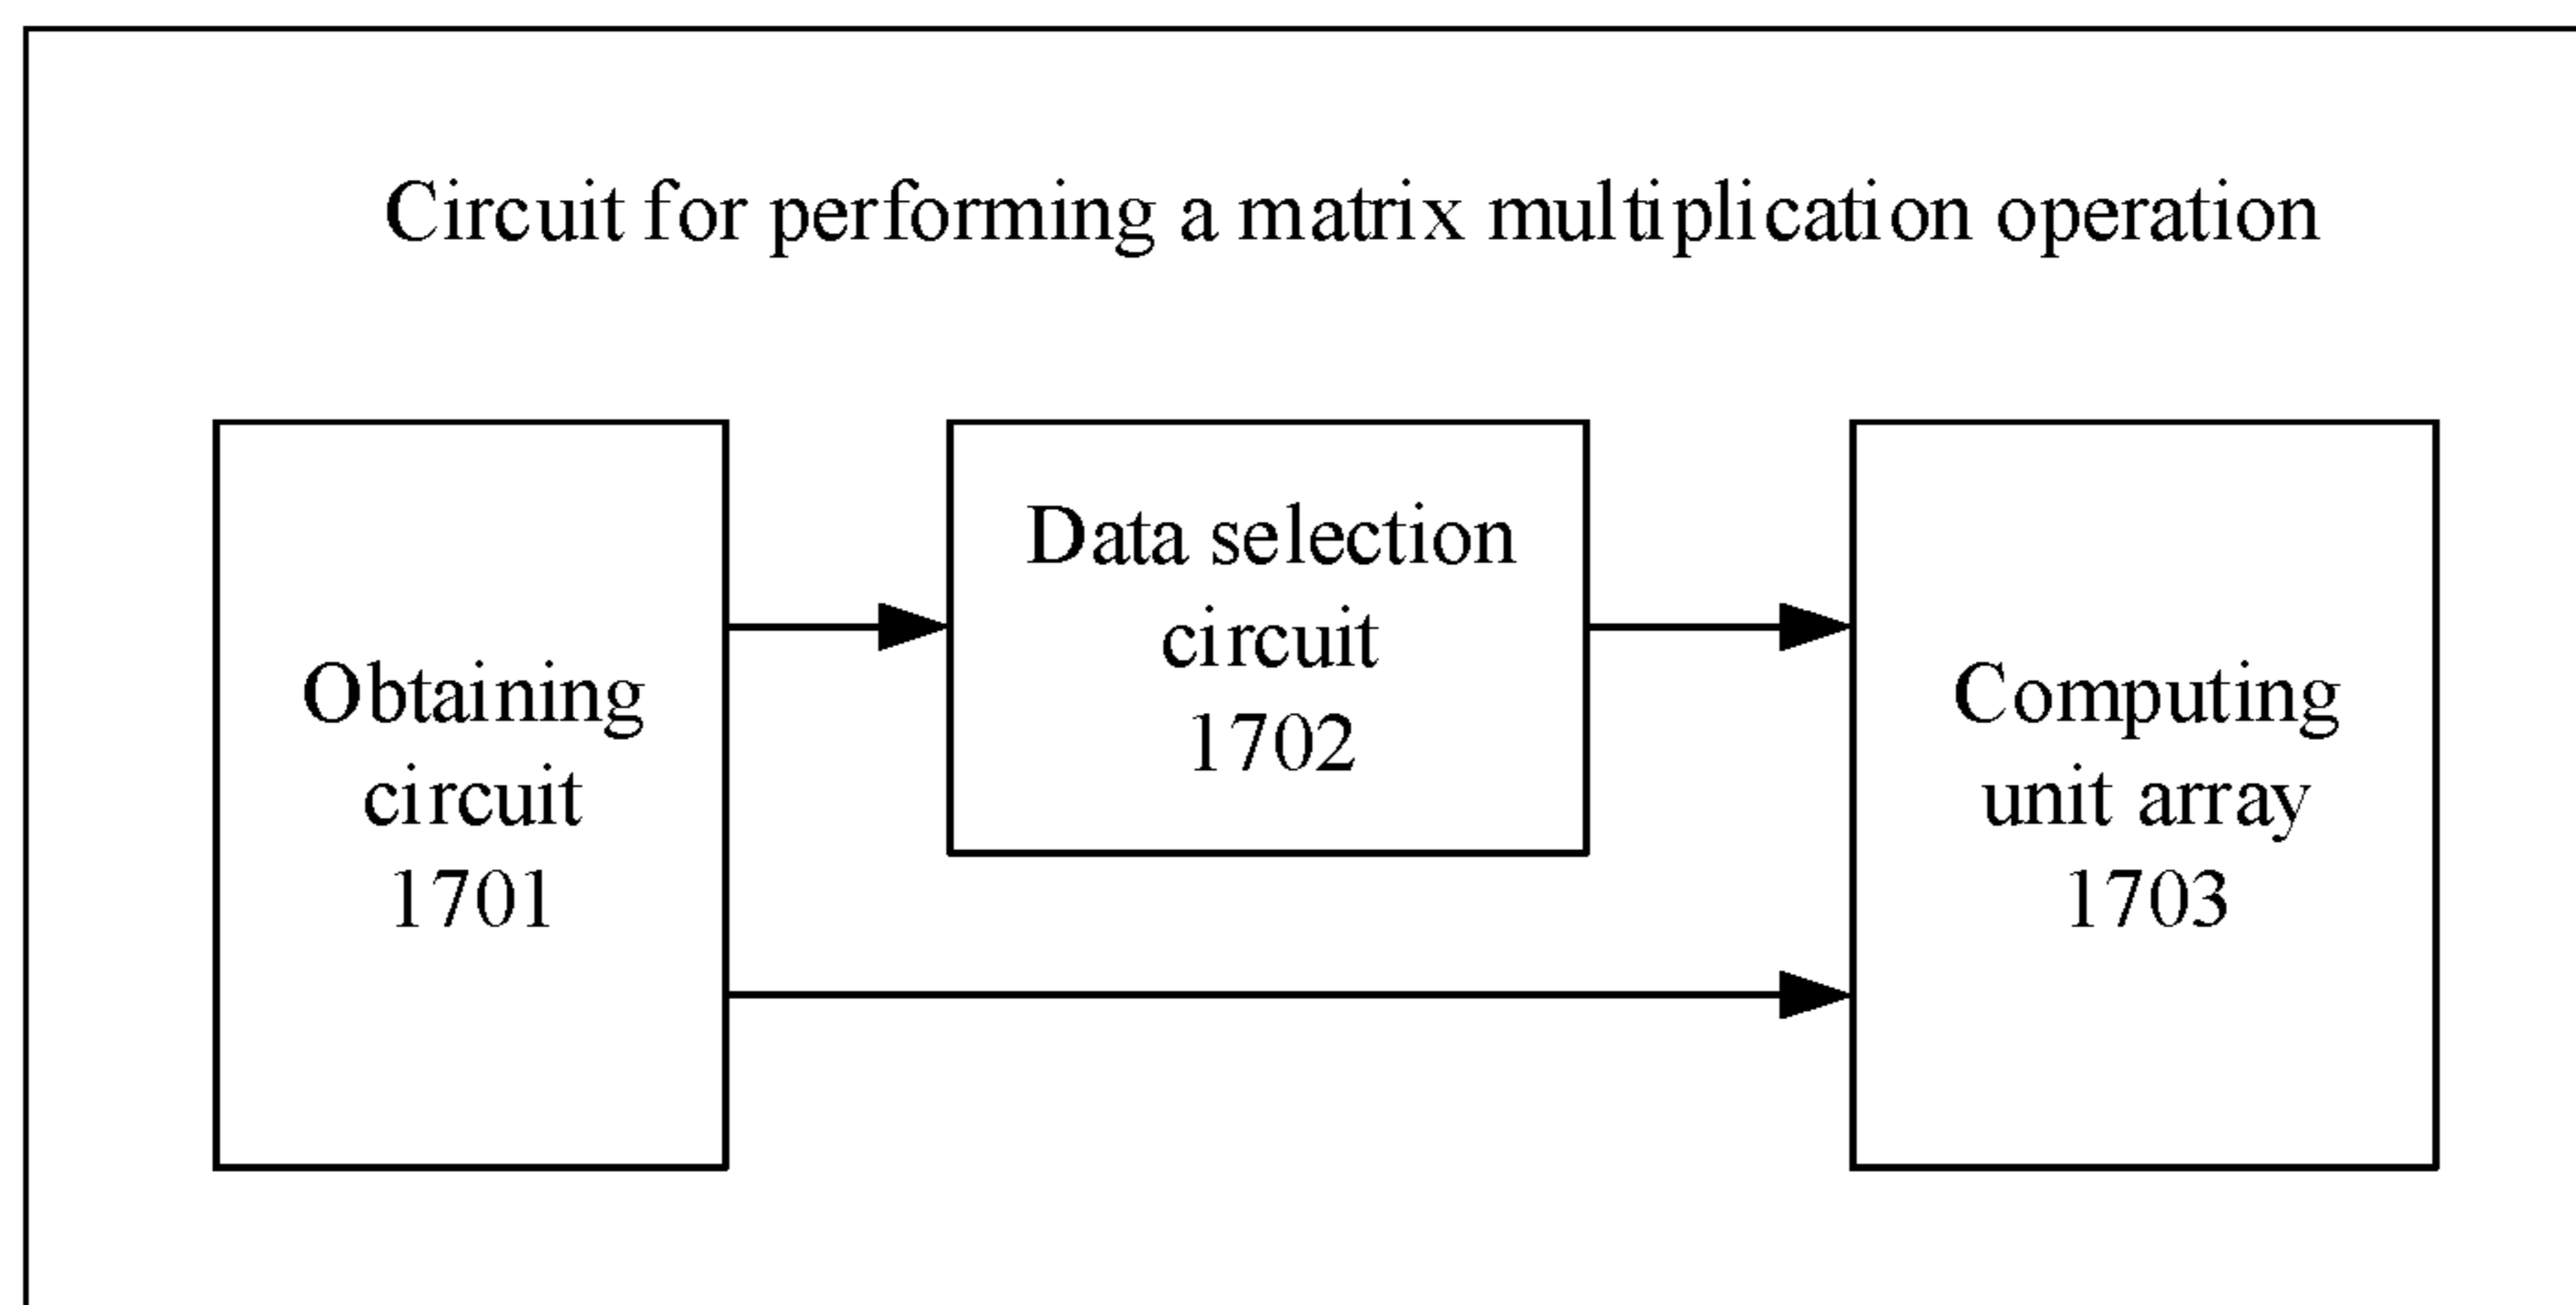 Circuit for performing a matrix multiplication operation
Obtaining
circuit
1701
Data selection
circuit
1702
Computing
unit array
1703